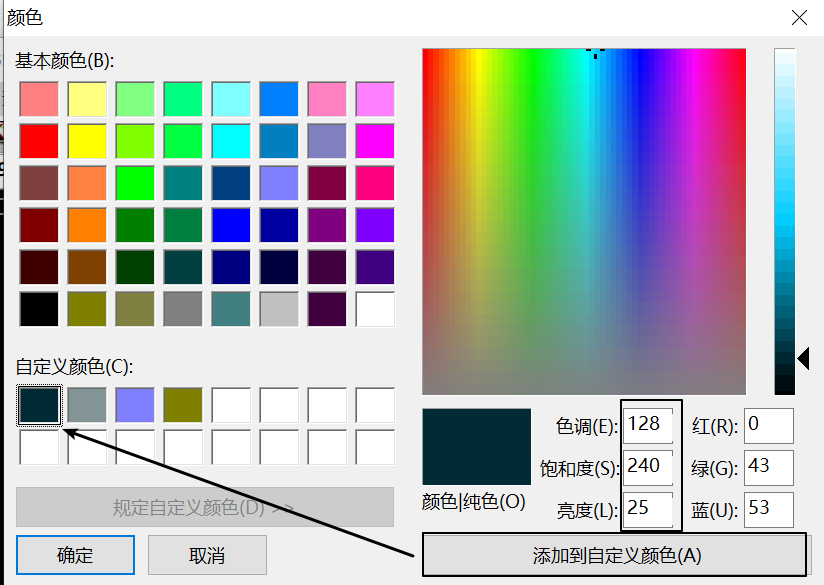 颜色
基本颜色(B):
自定义颜色(C):
规定自定义颜色(D) >>
确定
取消
色调(E): 128 红(R): 0
饱和度(S): 240 绿(G): 43
颜色|纯色(O)
亮度(L): 25 蓝(U): 53
添加到自定义颜色(A)